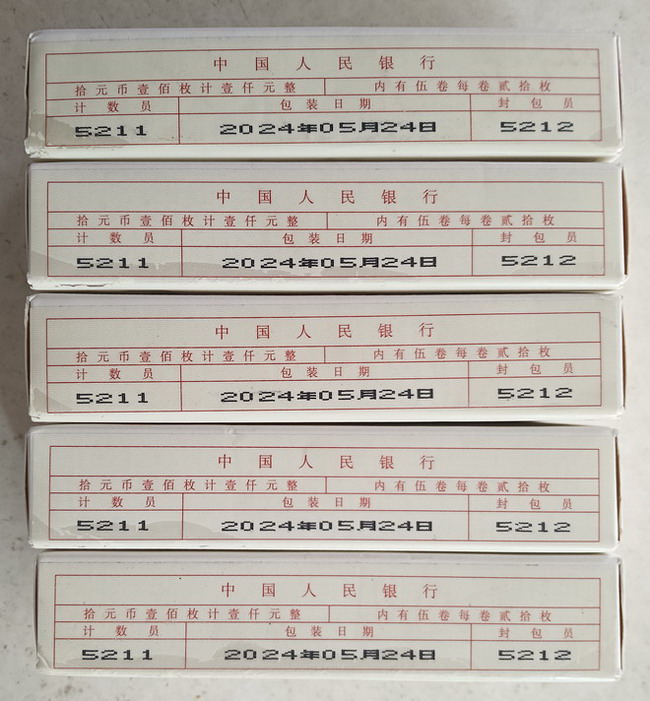 中国人民银行
拾元币壹佰枚计壹仟元整 内有伍卷每卷贰拾枚
计数员 包装日期 封包员
5211 2024年05月24日 5212
中国人民银行
拾元币壹佰枚计壹仟元整 内有伍卷每卷贰拾枚
计数员 包装日期 封包员
5211 2024年05月24日 5212
中国人民银行
拾元币壹佰枚计壹仟元整 内有伍卷每卷贰拾枚
计数员 包装日期 封包员
5211 2024年05月24日 5212
中国人民银行
拾元币壹佰枚计壹仟元整 内有伍卷每卷贰拾枚
计数员 包装日期 封包员
5211 2024年05月24日 5212
中国人民银行
拾元币壹佰枚计壹仟元整 内有伍卷每卷贰拾枚
计数员 包装日期 封包员
5211 2024年05月24日 5212